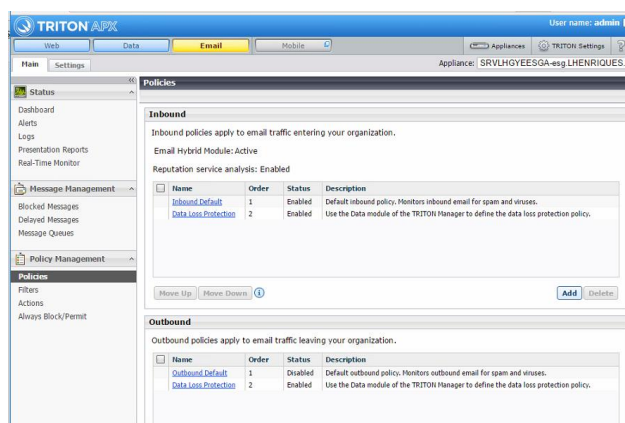 TRITON APX
User name: admin
Web Data Email Mobile Appliances TRITON Settings
Main Settings Appliance: SRVLHGYEESGA-esg.LHENRIQUES.
Status
Dashboard
Alerts
Logs
Presentation Reports
Real-Time Monitor
Message Management
Blocked Messages
Delayed Messages
Message Queues
Policy Management
Policies
Filters
Actions
Always Block/Permit
Policies
Inbound
Inbound policies apply to email traffic entering your organization.
Email Hybrid Module: Active
Reputation service analysis: Enabled
Name Order Status Description
Inbound Default 1 Enabled Default inbound policy. Monitors inbound email for spam and viruses.
Data Loss Protection 2 Enabled Use the Data module of the TRITON Manager to define the data loss protection policy.
Move Up Move Down Add Delete
Outbound
Outbound policies apply to email traffic leaving your organization.
Name Order Status Description
Outbound Default 1 Disabled Default outbound policy. Monitors outbound email for spam and viruses.
Data Loss Protection 2 Enabled Use the Data module of the TRITON Manager to define the data loss protection policy.